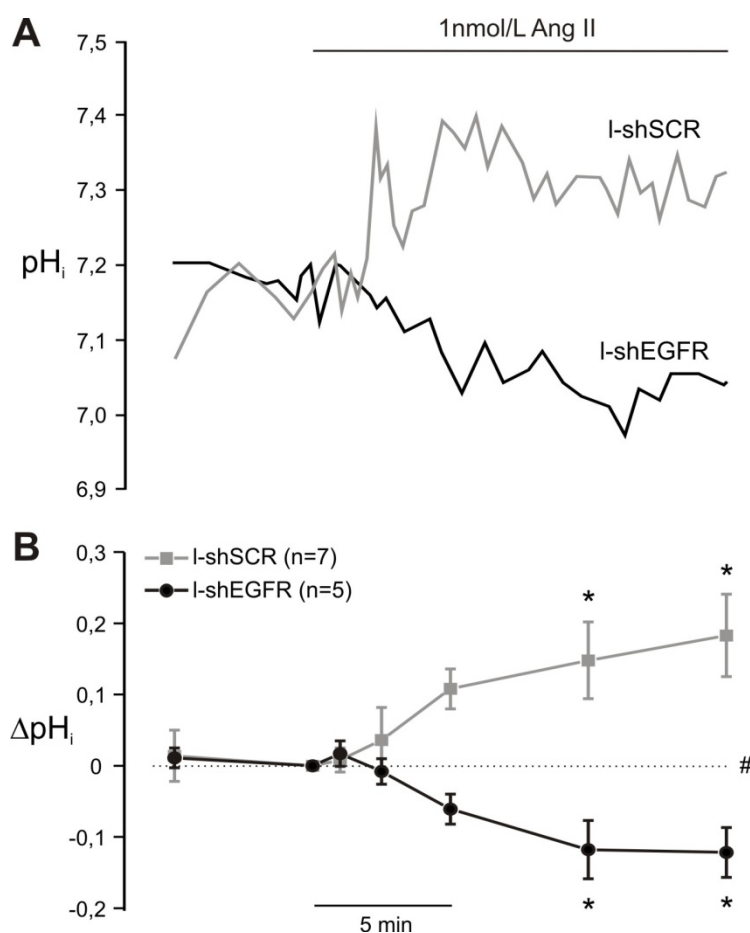 A
1nmol/L Ang II
7,5
7,4
7,3
7,2
7,1
7,0
6,9
pHi
l-shSCR
l-shEGFR
B
l-shSCR (n=7)
l-shEGFR (n=5)
0,3
0,2
0,1
0
-0,1
-0,2
ΔpHi
* *
#
* *
5 min